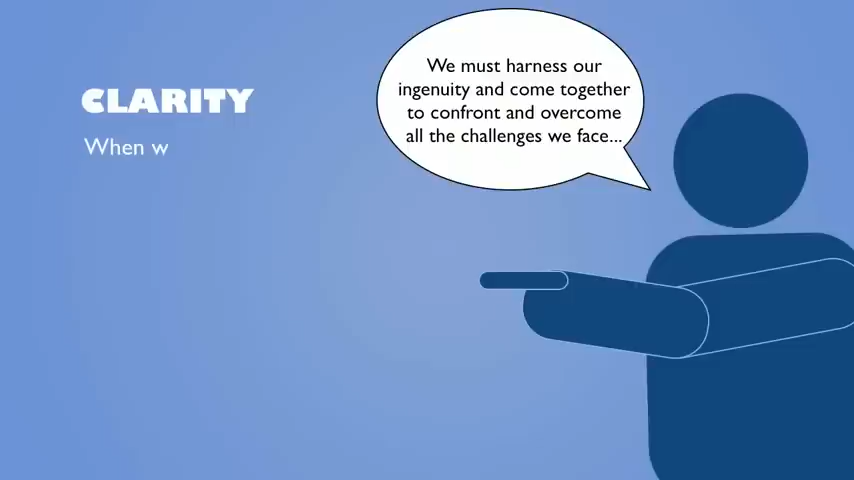 CLARITY
When w
We must harness our
ingenuity and come together
to confront and overcome
all the challenges we face...